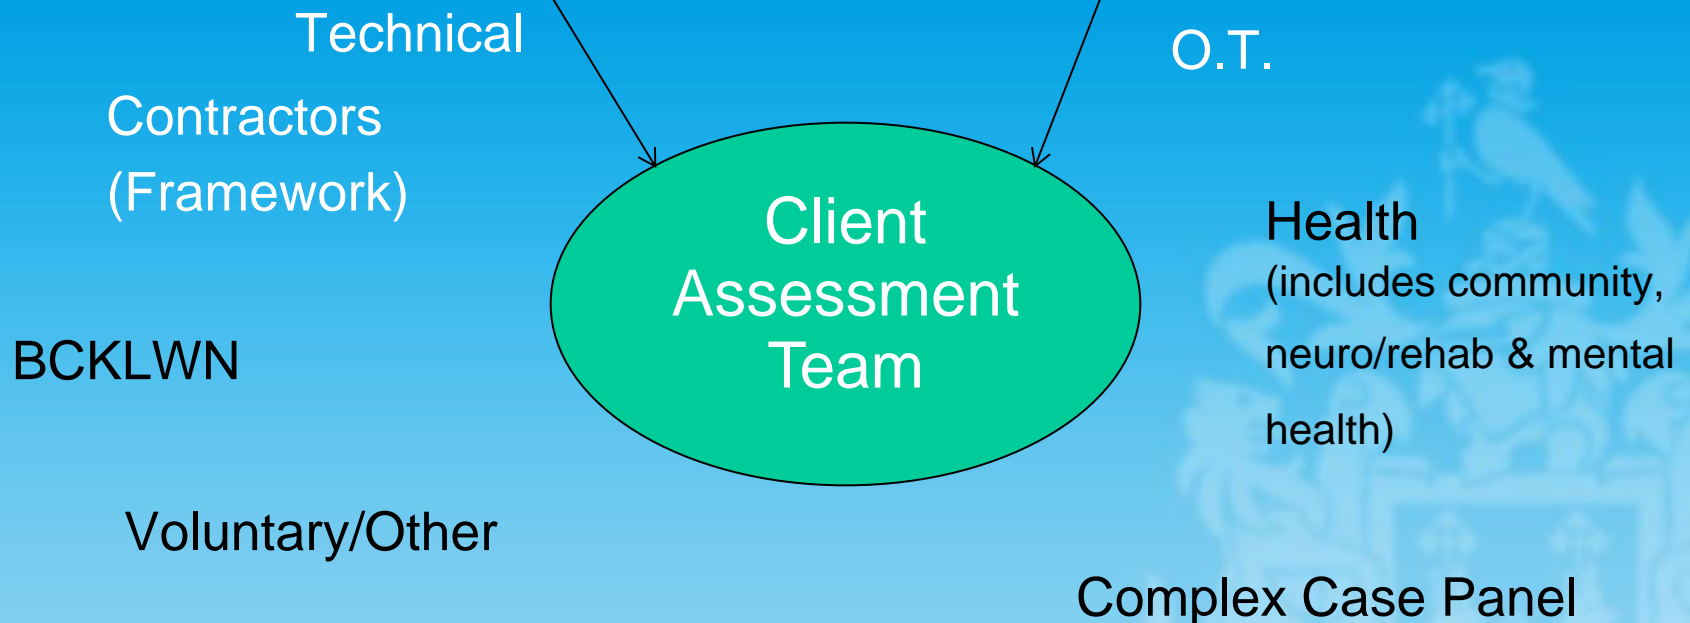 Technical
O.T.
Contractors
(Framework)
Client
Assessment
Team
Health
(includes community,
neuro/rehab & mental
health)
BCKLWN
Voluntary/Other
Complex Case Panel